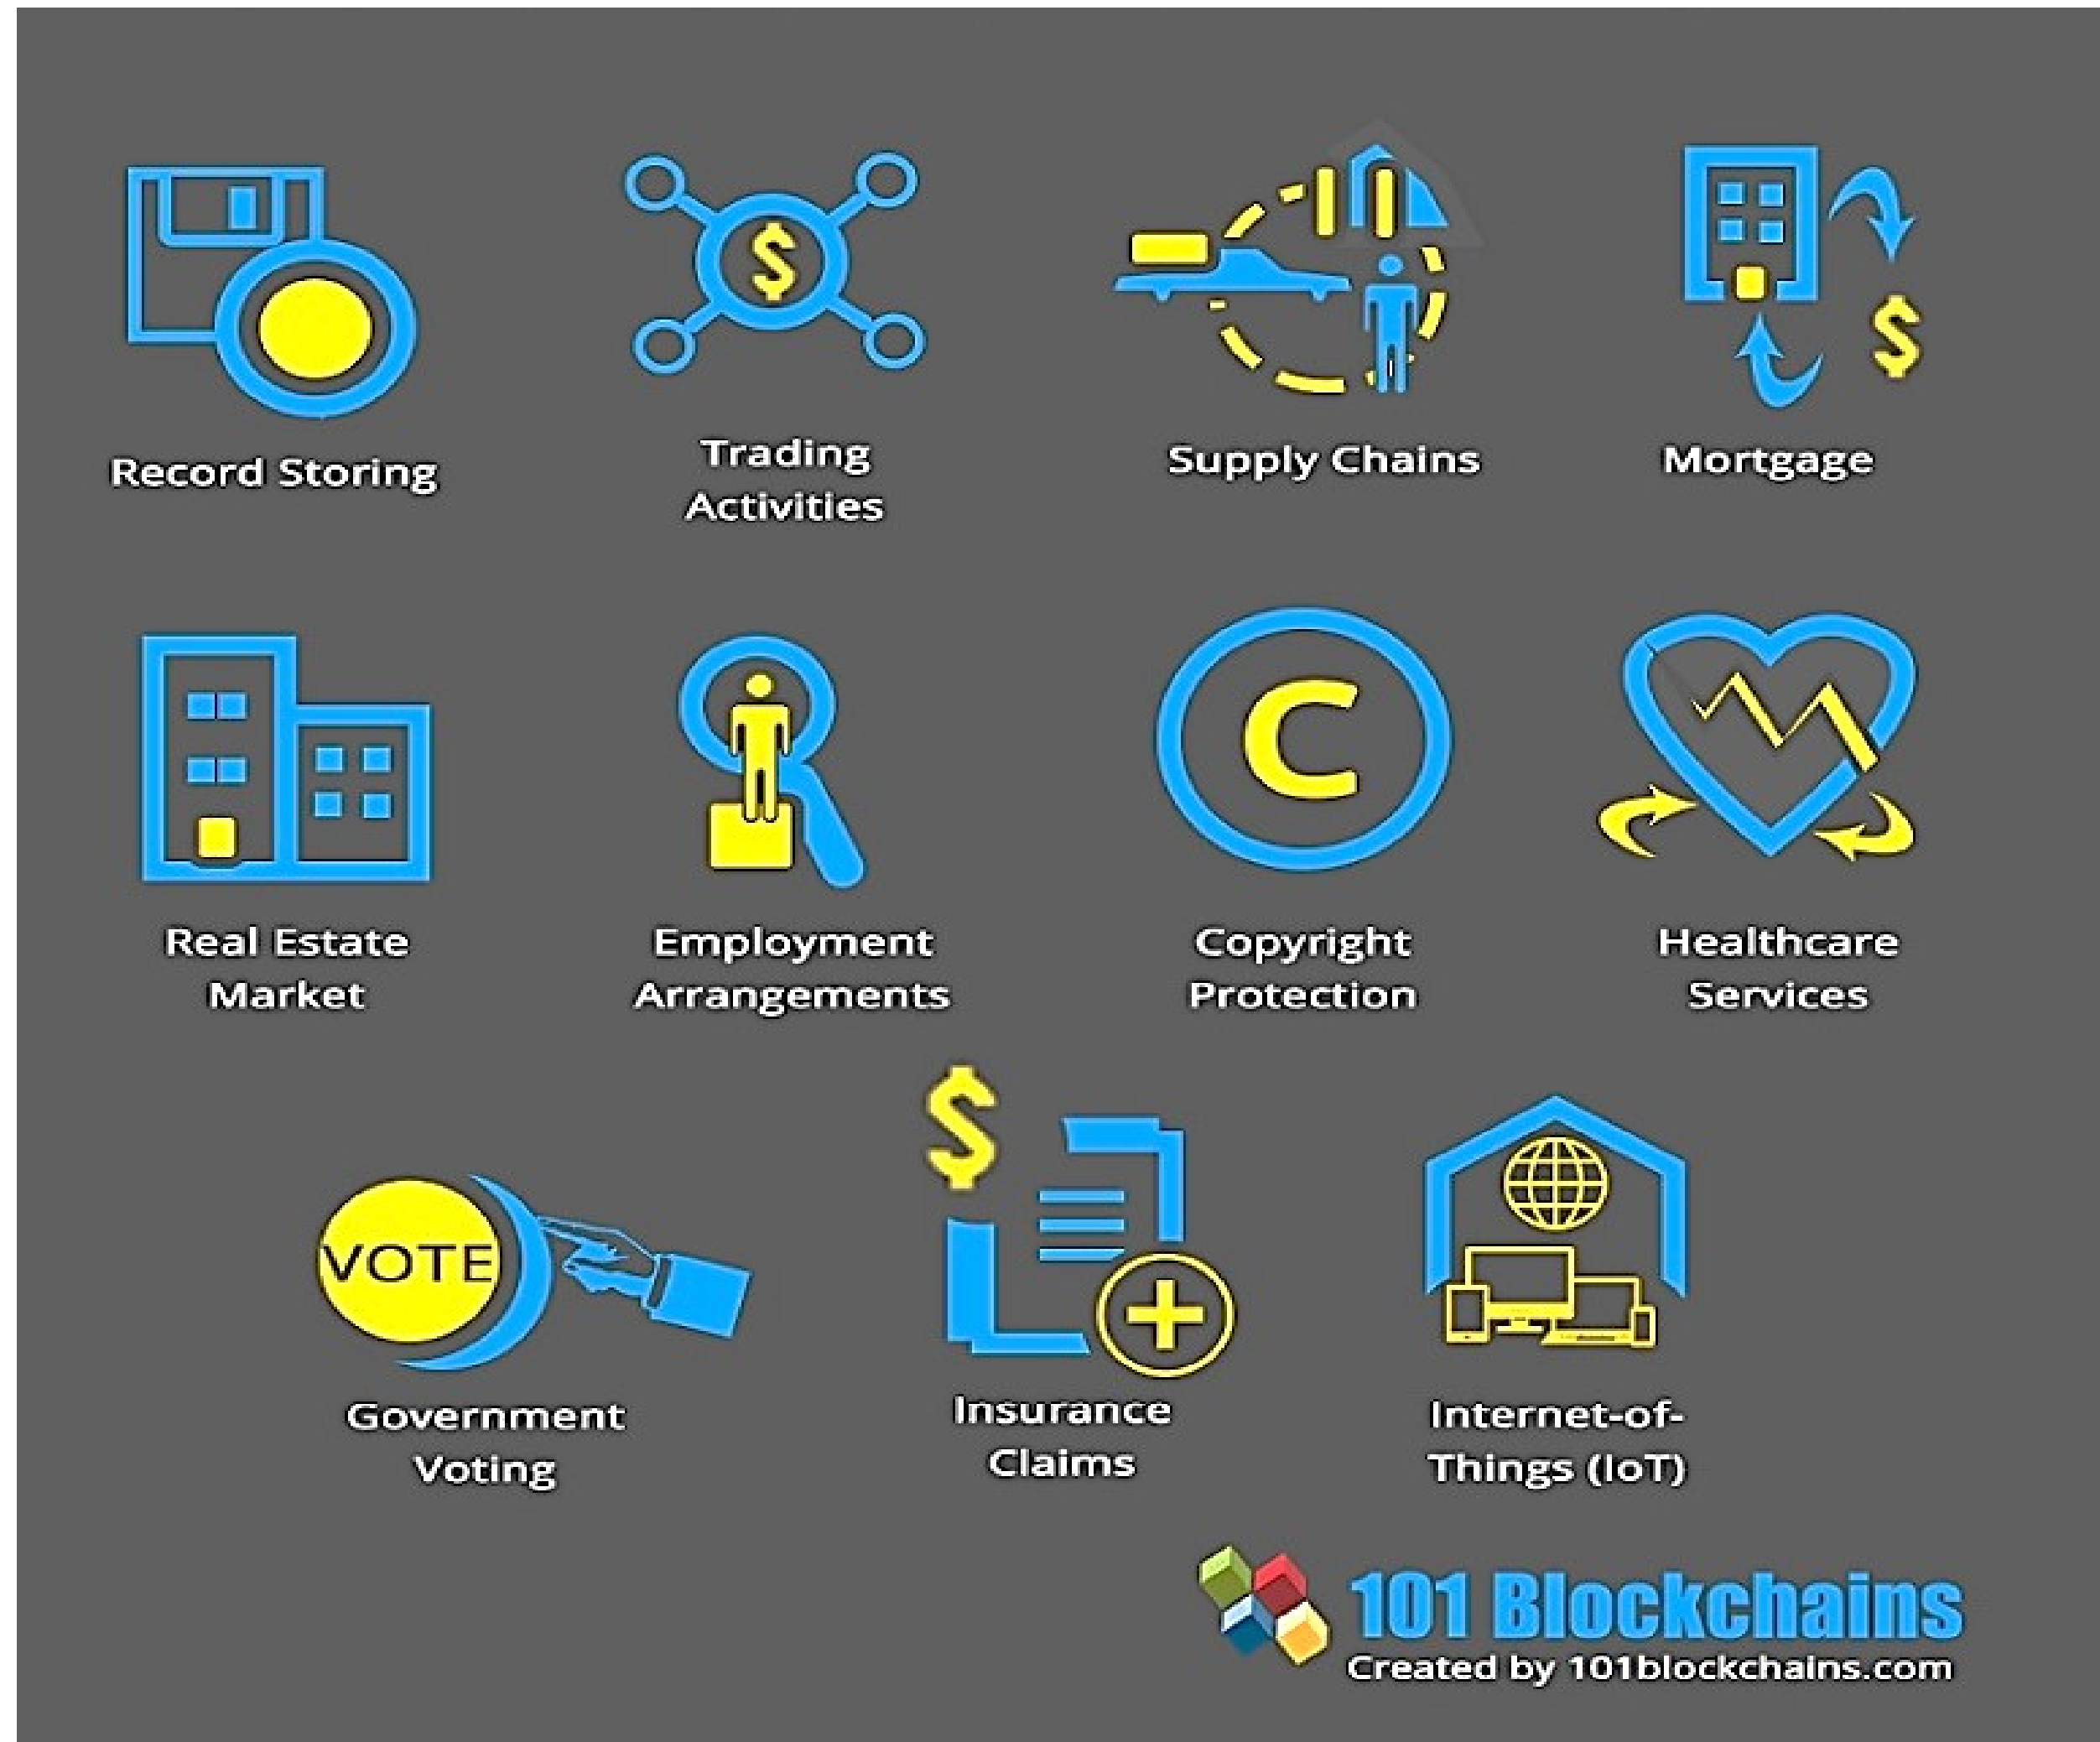 $
$
Record Storing
Trading
Activities
Supply Chains
Mortgage
C
Real Estate
Market
Employment
Arrangements
Copyright
Protection
Healthcare
Services
$
VOTE
Government
Voting
Insurance
Claims
Internet-of-
Things (IoT)
101 Blockchains
Created by 101blockchains.com